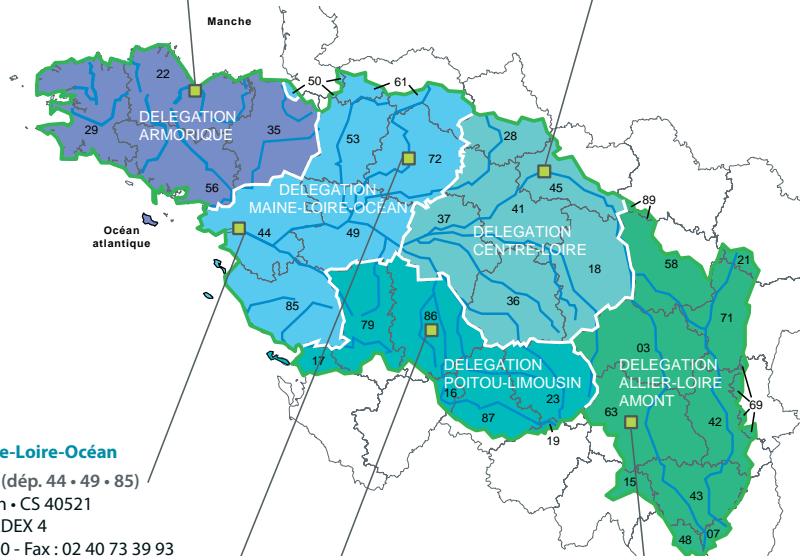 Manche
22
50
61
DELEGATION
ARMORIQUE
29
35
53
28
72
56
DELEGATION
MAINE-LOIRE-OCÉAN
45
89
41
37
Océan
atlantique
44
49
DELEGATION
CENTRE-LOIRE
58
21
18
85
36
71
79
86
03
17
DELEGATION
POITOU-LIMOUSIN
DELEGATION
ALLIER-LOIRE
AMONT
16
23
69
63
42
87
19
e-Loire-Océan
(dép. 44 • 49 • 85)
15
n • CS 40521
43
DEX 4
07
48
0 - Fax : 02 40 73 39 93